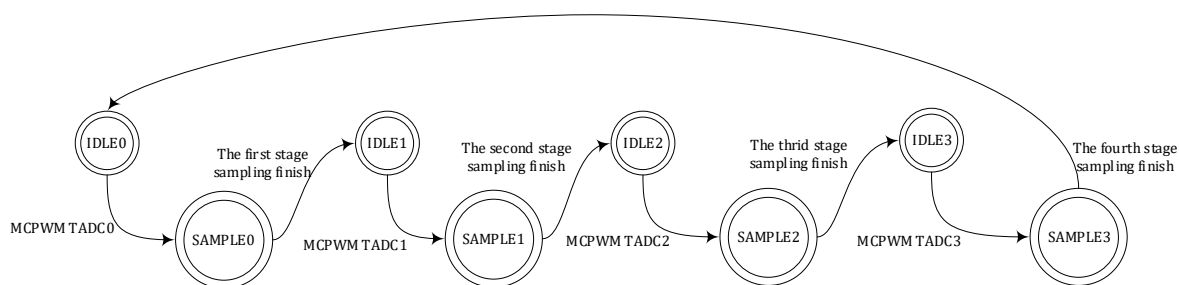 IDLE0
IDLE1
IDLE2
IDLE3
The first stage
sampling finish
The second stage
sampling finish
The thrid stage
sampling finish
The fourth stage
sampling finish
MCPWM TADC0
SAMPLE0
MCPWM TADC1
SAMPLE1
MCPWM TADC2
SAMPLE2
MCPWM TADC3
SAMPLE3